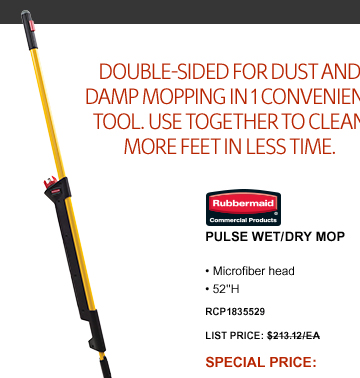 DOUBLE-SIDED FOR DUST AND
DAMP MOPPING IN 1 CONVENIEN
TOOL. USE TOGETHER TO CLEAN
MORE FEET IN LESS TIME.
Rubbermaid
Commercial Products
PULSE WET/DRY MOP
• Microfiber head
• 52"H
RCP1835529
LIST PRICE: $213.12/EA
SPECIAL PRICE: